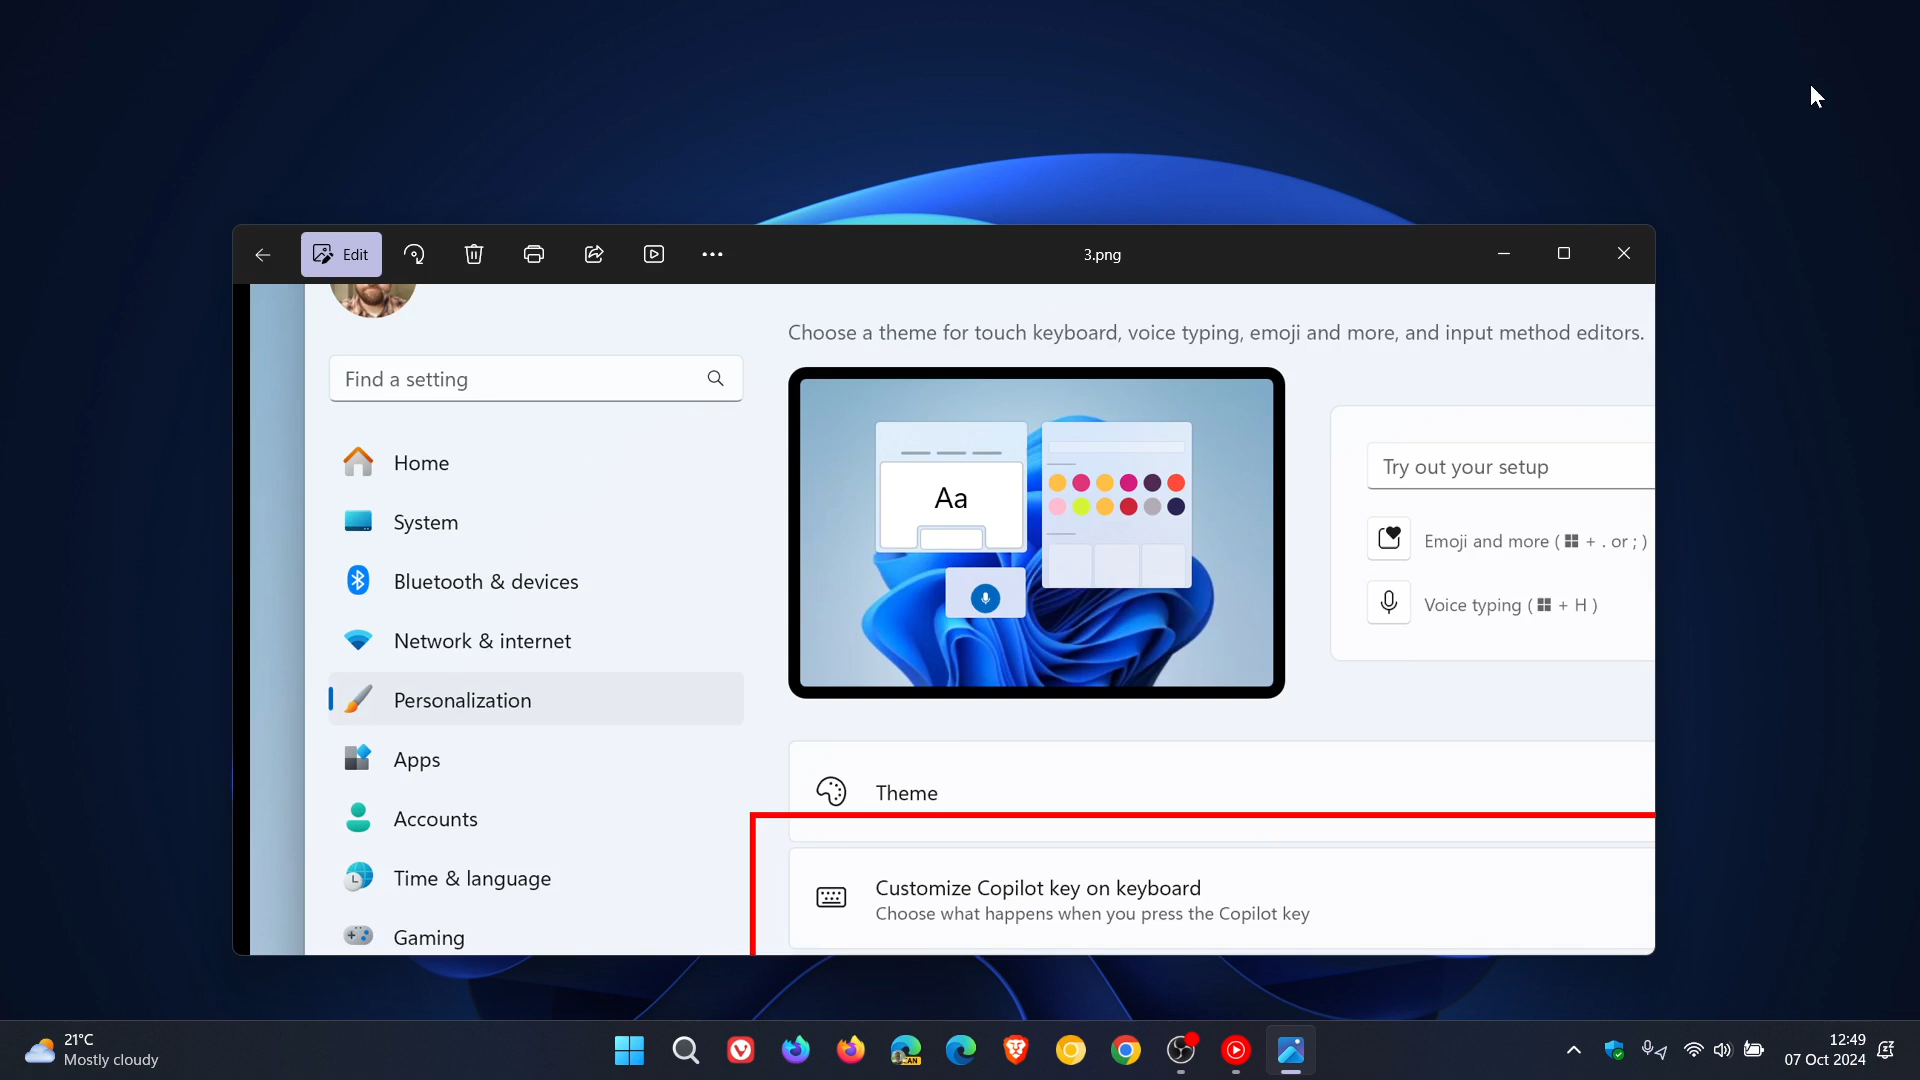 Edit
3.png
Choose a theme for touch keyboard, voice typing, emoji and more, and input method editors.
Find a setting
Home
System
Bluetooth & devices
Network & internet
Personalization
Apps
Accounts
Time & language
Gaming
Aa
Try out your setup
Emoji and more ( + . or ; )
Voice typing ( + H )
Theme
Customize Copilot key on keyboard
Choose what happens when you press the Copilot key
21°C
Mostly cloudy
CAN
12:49
07 Oct 2024